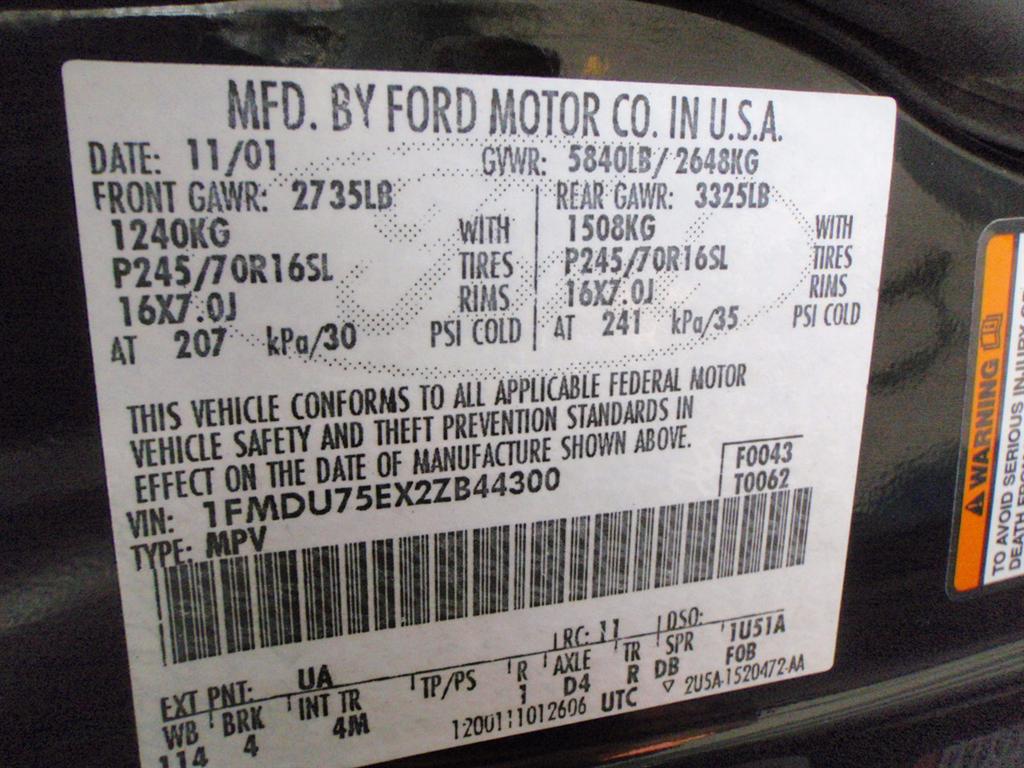 MFD. BY FORD MOTOR CO. IN U.S.A.
DATE: 11/01 GVWR: 5840LB/2648KG
FRONT GAWR: 2735LB REAR GAWR: 3325LB
1240KG WITH 1508KG WITH
P245/70R16SL TIRES P245/70R16SL TIRES
16X7.0J RIMS 16X7.0J RIMS
AT 207 kPa/30 PSI COLD AT 241 kPa/35 PSI COLD
THIS VEHICLE CONFORMS TO ALL APPLICABLE FEDERAL MOTOR
VEHICLE SAFETY AND THEFT PREVENTION STANDARDS IN
EFFECT ON THE DATE OF MANUFACTURE SHOWN ABOVE.
VIN: 1FMDU75EX2ZB44300 F0043
TYPE: MPV T0062
EXT PNT: UA RC: 11 DSO:
WB BRK INT TR TP/PS R AXLE TR SPR 1U51A
114 4 4M 1 D4 R DB FOB
1200111012606 UTC ▽ 2U5A-1520472-AA
⚠ WARNING
TO AVOID SERIOUS INJURY
DEATH